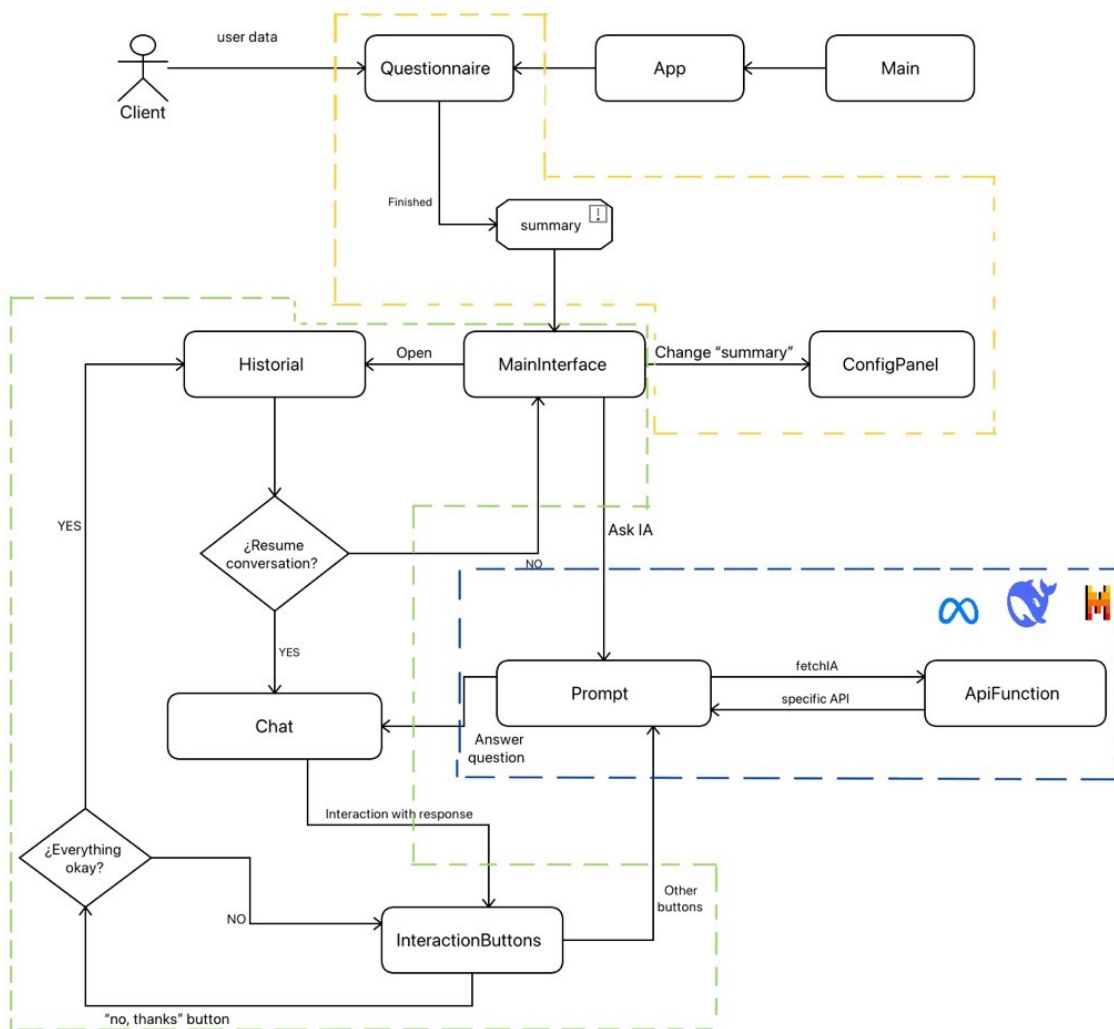 user data
Client
Questionnaire
App
Main
Finished
summary
Historial
Open
MainInterface
Change “summary”
ConfigPanel
YES
¿Resume
conversation?
NO
Ask IA
YES
Chat
Prompt
fetchIA
specific API
ApiFunction
Answer
question
Interaction with response
¿Everything
okay?
NO
InteractionButtons
Other
buttons
“no, thanks” button